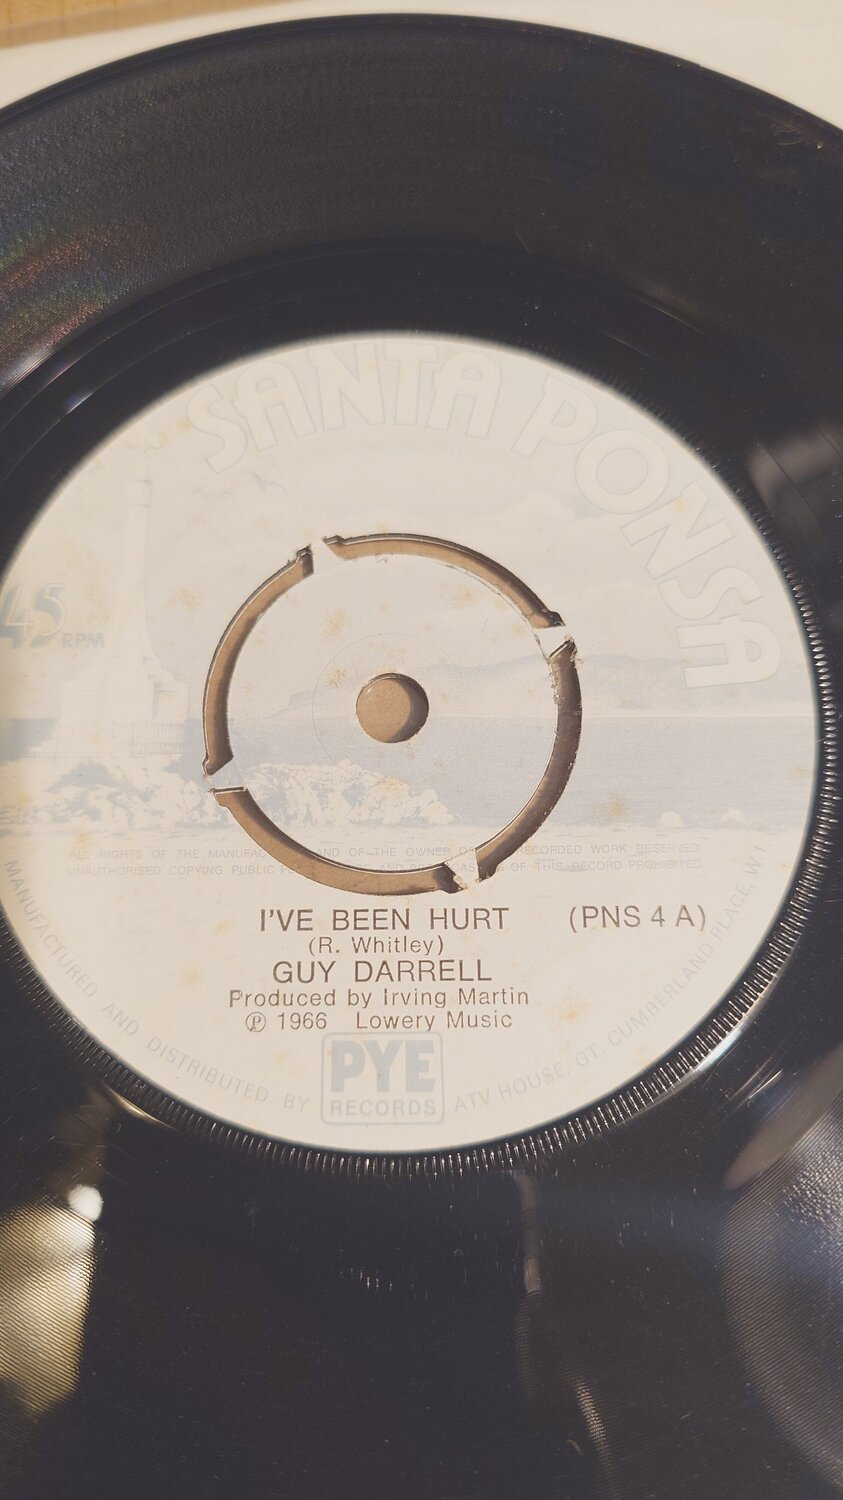 SANTA PONSA
45
RPM
ALL RIGHTS OF THE MANUFAC AND OF THE OWNER OF RECORDED WORK RESERVED
UNAUTHORISED COPYING PUBLIC OF THIS RECORD PROHIBITED
I'VE BEEN HURT (PNS 4 A)
(R. Whitley)
GUY DARRELL
Produced by Irving Martin
℗ 1966 Lowery Music
PYE
RECORDS
MANUFACTURED AND DISTRIBUTED BY
ATV HOUSE, GT. CUMBERLAND PLACE, W.1.